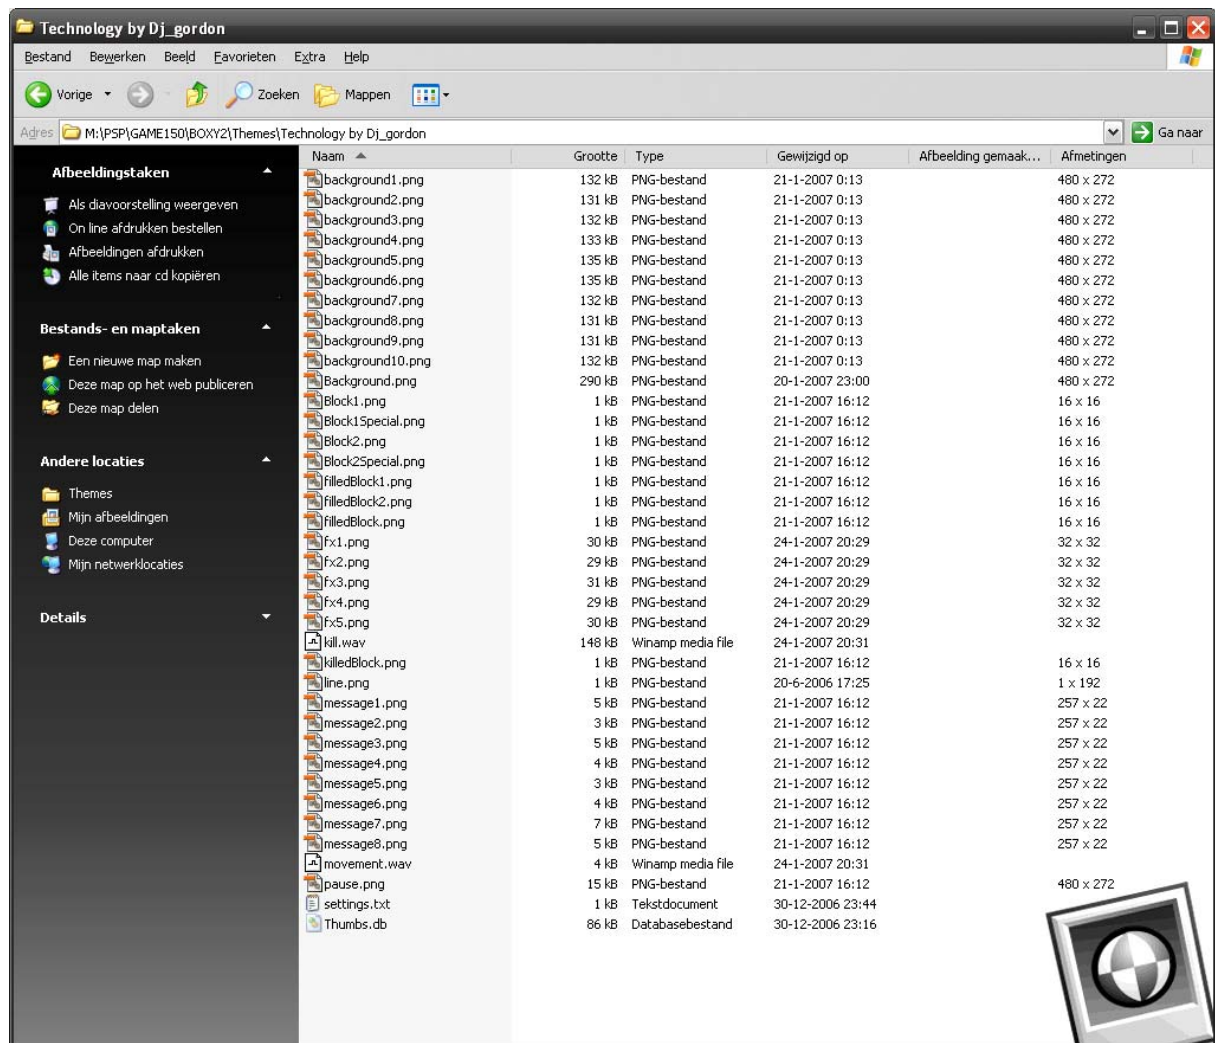 Technology by Dj_gordon
Bestand Bewerken Beeld Favorieten Extra Help
Vorige Zoeken Mappen
Adres M:\PSP\GAME150\BOXY2\Themes\Technology by Dj_gordon Ga naar
Afbeeldingstaken
Als diavoorstelling weergeven
On line afdrukken bestellen
Afbeeldingen afdrukken
Alle items naar cd kopiëren
Bestands- en maptaken
Een nieuwe map maken
Deze map op het web publiceren
Deze map delen
Andere locaties
Themes
Mijn afbeeldingen
Deze computer
Mijn netwerklocaties
Details
Naam Grootte Type Gewijzigd op Afbeelding gemaak... Afmetingen
background1.png 132 kB PNG-bestand 21-1-2007 0:13 480 x 272
background2.png 131 kB PNG-bestand 21-1-2007 0:13 480 x 272
background3.png 132 kB PNG-bestand 21-1-2007 0:13 480 x 272
background4.png 133 kB PNG-bestand 21-1-2007 0:13 480 x 272
background5.png 135 kB PNG-bestand 21-1-2007 0:13 480 x 272
background6.png 135 kB PNG-bestand 21-1-2007 0:13 480 x 272
background7.png 132 kB PNG-bestand 21-1-2007 0:13 480 x 272
background8.png 131 kB PNG-bestand 21-1-2007 0:13 480 x 272
background9.png 131 kB PNG-bestand 21-1-2007 0:13 480 x 272
background10.png 132 kB PNG-bestand 21-1-2007 0:13 480 x 272
Background.png 290 kB PNG-bestand 20-1-2007 23:00 480 x 272
Block1.png 1 kB PNG-bestand 21-1-2007 16:12 16 x 16
Block1Special.png 1 kB PNG-bestand 21-1-2007 16:12 16 x 16
Block2.png 1 kB PNG-bestand 21-1-2007 16:12 16 x 16
Block2Special.png 1 kB PNG-bestand 21-1-2007 16:12 16 x 16
filledBlock1.png 1 kB PNG-bestand 21-1-2007 16:12 16 x 16
filledBlock2.png 1 kB PNG-bestand 21-1-2007 16:12 16 x 16
filledBlock.png 1 kB PNG-bestand 21-1-2007 16:12 16 x 16
fx1.png 30 kB PNG-bestand 24-1-2007 20:29 32 x 32
fx2.png 29 kB PNG-bestand 24-1-2007 20:29 32 x 32
fx3.png 31 kB PNG-bestand 24-1-2007 20:29 32 x 32
fx4.png 29 kB PNG-bestand 24-1-2007 20:29 32 x 32
fx5.png 30 kB PNG-bestand 24-1-2007 20:29 32 x 32
kill.wav 148 kB Winamp media file 24-1-2007 20:31
killedBlock.png 1 kB PNG-bestand 21-1-2007 16:12 16 x 16
line.png 1 kB PNG-bestand 20-6-2006 17:25 1 x 192
message1.png 5 kB PNG-bestand 21-1-2007 16:12 257 x 22
message2.png 3 kB PNG-bestand 21-1-2007 16:12 257 x 22
message3.png 5 kB PNG-bestand 21-1-2007 16:12 257 x 22
message4.png 4 kB PNG-bestand 21-1-2007 16:12 257 x 22
message5.png 3 kB PNG-bestand 21-1-2007 16:12 257 x 22
message6.png 4 kB PNG-bestand 21-1-2007 16:12 257 x 22
message7.png 7 kB PNG-bestand 21-1-2007 16:12 257 x 22
message8.png 5 kB PNG-bestand 21-1-2007 16:12 257 x 22
movement.wav 4 kB Winamp media file 24-1-2007 20:31
pause.png 15 kB PNG-bestand 21-1-2007 16:12 480 x 272
settings.txt 1 kB Tekstdocument 30-12-2006 23:44
Thumbs.db 86 kB Databasebestand 30-12-2006 23:16